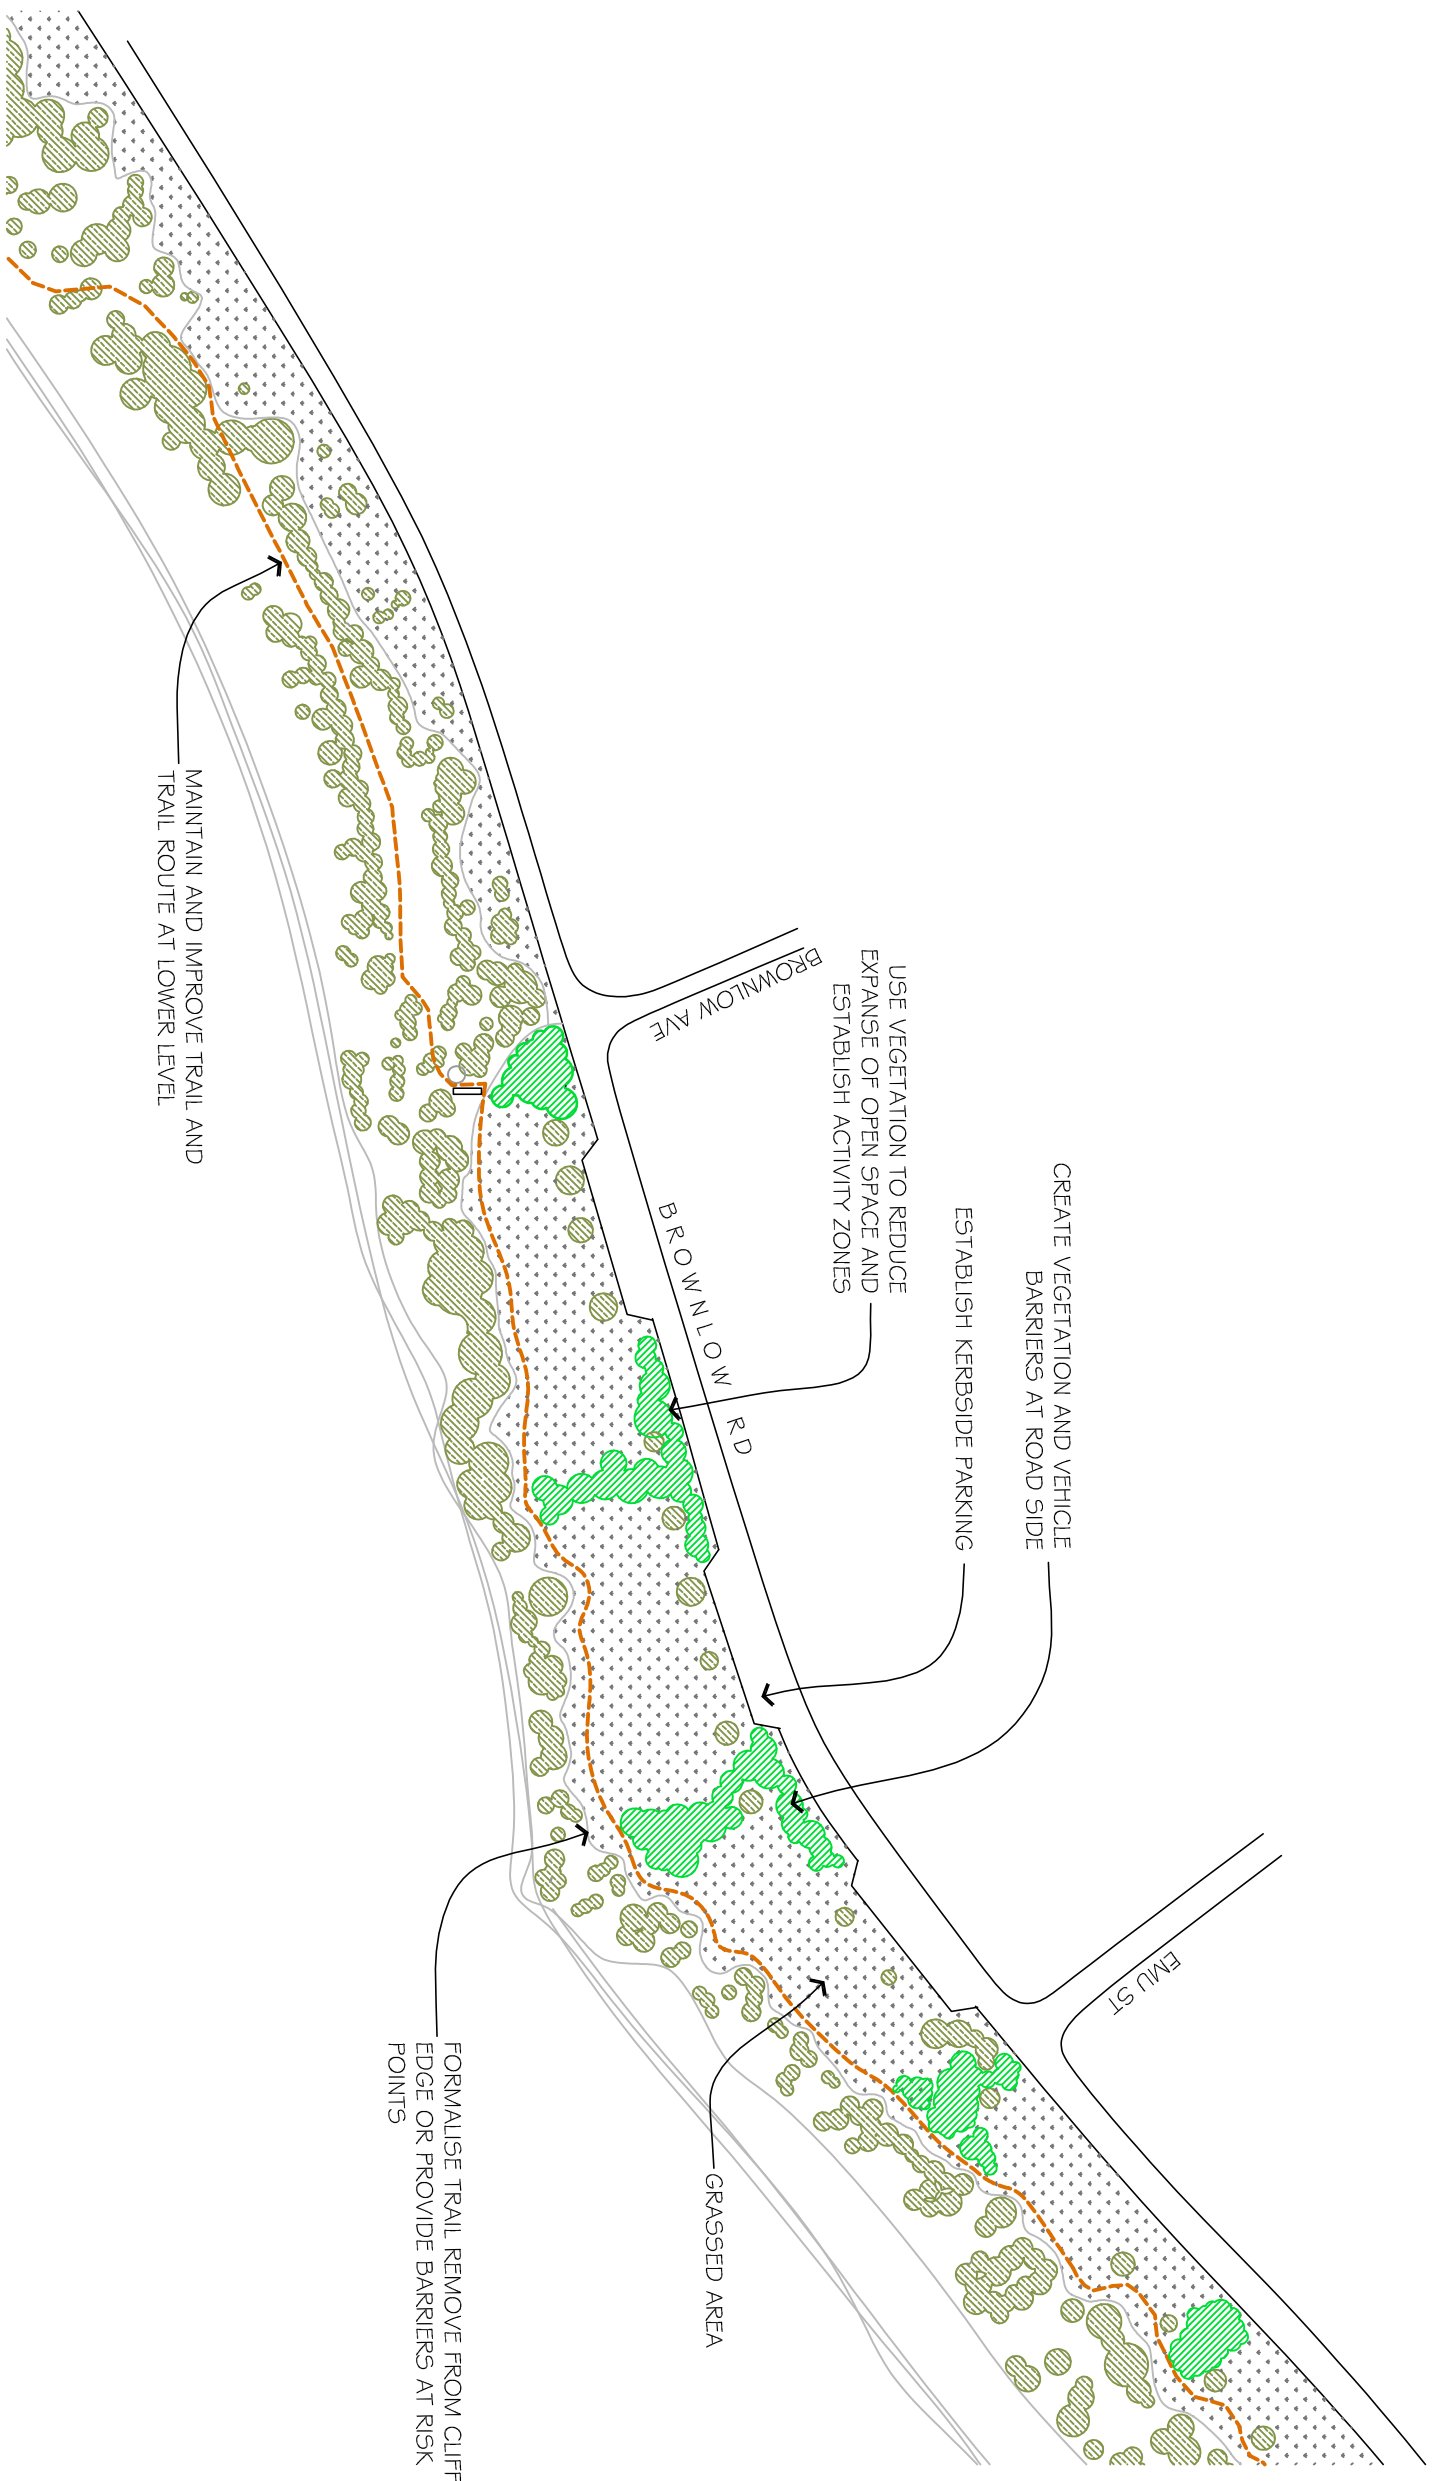 BROWNLOW AVE
USE VEGETATION TO REDUCE
EXPANSE OF OPEN SPACE AND
ESTABLISH ACTIVITY ZONES
CREATE VEGETATION AND VEHICLE
BARRIERS AT ROAD SIDE
ESTABLISH KERBSIDE PARKING
BROWNLOW RD
EMU ST
MAINTAIN AND IMPROVE TRAIL AND
TRAIL ROUTE AT LOWER LEVEL
FORMALISE TRAIL REMOVE FROM CLIFF
EDGE OR PROVIDE BARRIERS AT RISK
POINTS
GRASSED AREA